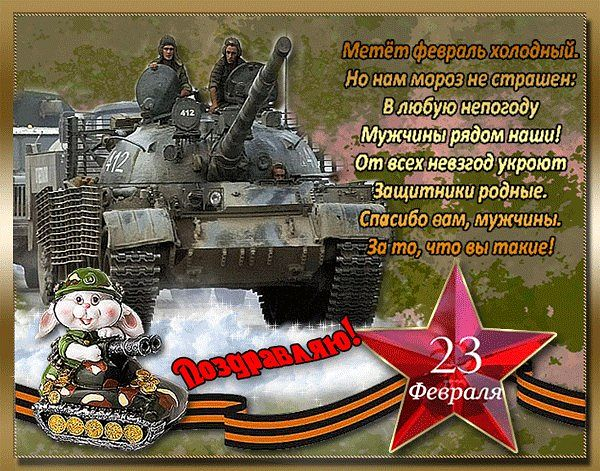 Метёт февраль холодный.
Но нам мороз не страшен:
В любую непогоду
Мужчины рядом наши!
От всех невзгод укроют
Защитники родные.
Спасибо вам, мужчины.
За то, что вы такие!
412
412
Поздравляю!
23
Февраля